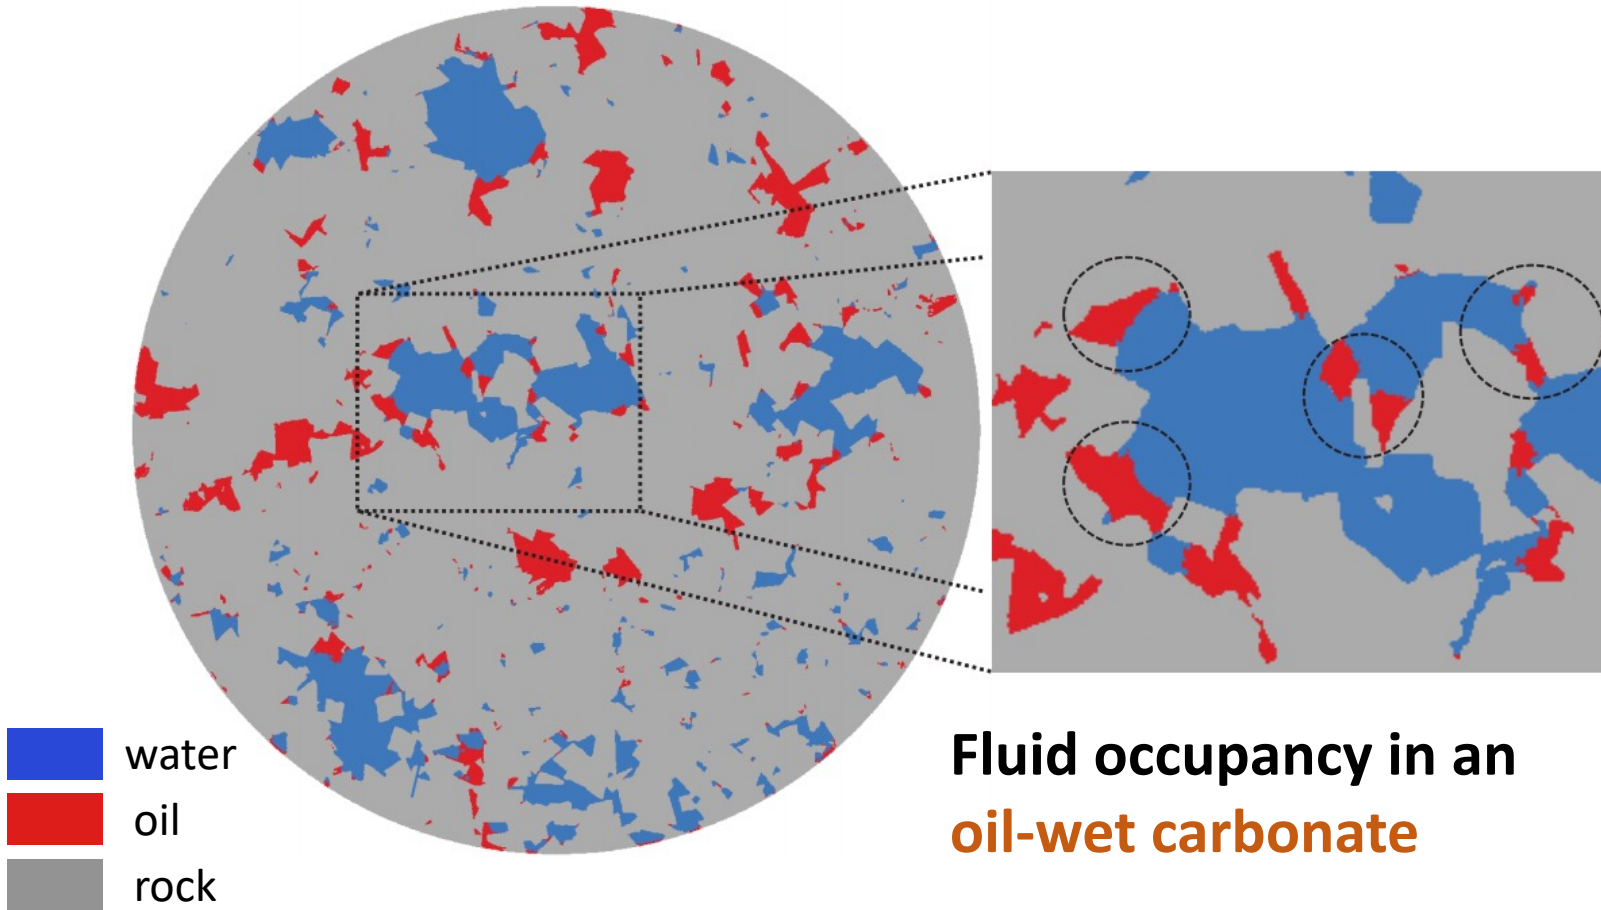 water
oil
rock
Fluid occupancy in an
oil-wet carbonate